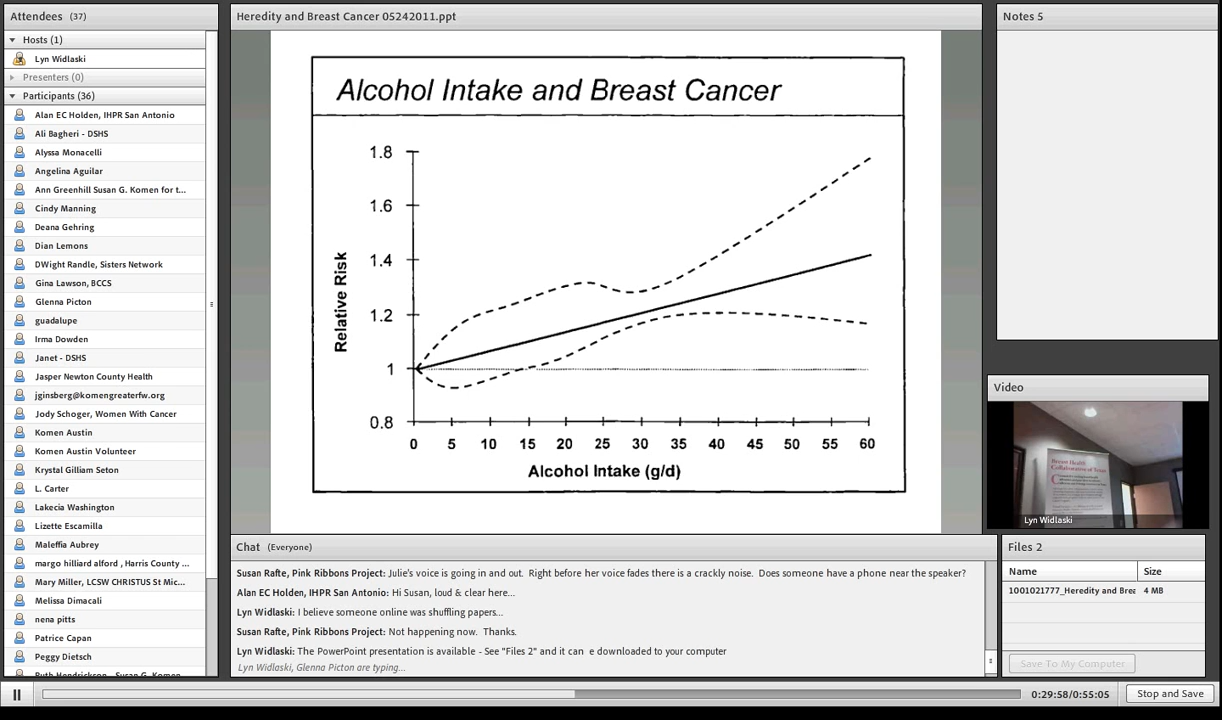 Attendees (37)
Hosts (1)
Lyn Widlaski
Presenters (0)
Participants (36)
Alan EC Holden, IHPR San Antonio
Ali Bagheri - DSHS
Alyssa Monacelli
Angelina Aguilar
Ann Greenhill Susan G. Komen for t...
Cindy Manning
Deana Gehring
Dian Lemons
DWight Randle, Sisters Network
Gina Lawson, BCCS
Glenna Picton
guadalupe
Irma Dowden
Janet - DSHS
Jasper Newton County Health
jginsberg@komengreaterfw.org
Jody Schoger, Women With Cancer
Komen Austin
Komen Austin Volunteer
Krystal Gilliam Seton
L. Carter
Lakecia Washington
Lizette Escamilla
Maleffia Aubrey
margo hilliard alford , Harris County ...
Mary Miller, LCSW CHRISTUS St Mic...
Melissa Dimacali
nena pitts
Patrice Capan
Peggy Dietsch
Ruth Hendrickson - Susan G. Komen
Heredity and Breast Cancer 05242011.ppt
Alcohol Intake and Breast Cancer
Relative Risk
1.8
1.6
1.4
1.2
1
0.8
0 5 10 15 20 25 30 35 40 45 50 55 60
Alcohol Intake (g/d)
Chat (Everyone)
Susan Rafte, Pink Ribbons Project: Julie's voice is going in and out. Right before her voice fades there is a crackly noise. Does someone have a phone near the speaker?
Alan EC Holden, IHPR San Antonio: Hi Susan, loud & clear here...
Lyn Widlaski: I believe someone online was shuffling papers...
Susan Rafte, Pink Ribbons Project: Not happening now. Thanks.
Lyn Widlaski: The PowerPoint presentation is available - See "Files 2" and it can e downloaded to your computer
Lyn Widlaski, Glenna Picton are typing...
Notes 5
Video
Breast Health
Collaborative of Texas
Lyn Widlaski
Files 2
Name Size
1001021777_Heredity and Brea 4 MB
Save To My Computer
0:29:58/0:55:05
Stop and Save